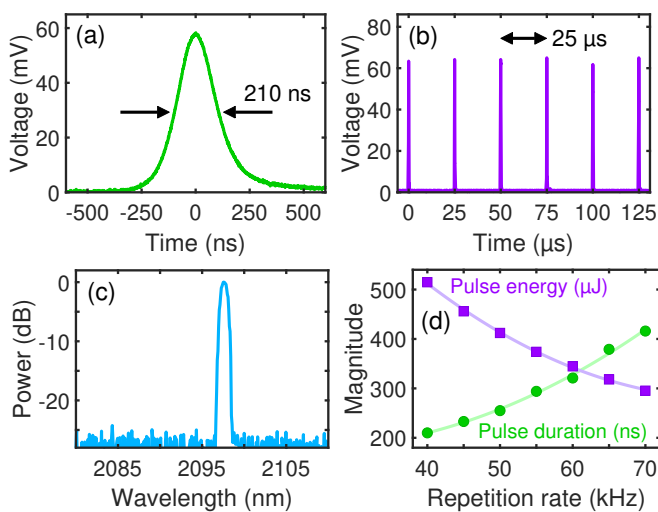 (a)
210 ns
Voltage (mV)
60
40
20
0
-500
-250
0
250
500
Time (ns)
(b)
25 µs
Voltage (mV)
80
60
40
20
0
0
25
50
75
100
125
Time (µs)
(c)
Power (dB)
0
-10
-20
2085
2095
2105
Wavelength (nm)
Pulse energy (µJ)
(d)
Pulse duration (ns)
Magnitude
500
400
300
200
40
50
60
70
Repetition rate (kHz)